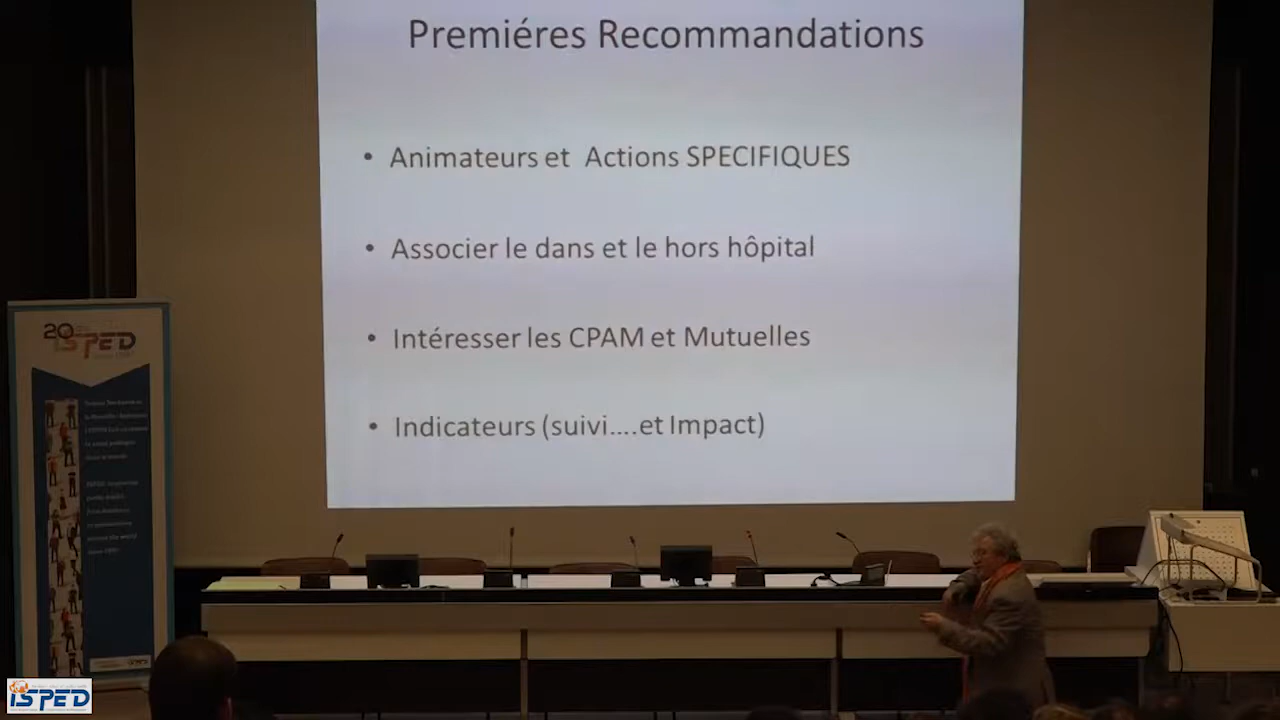 Premiéres Recommandations
• Animateurs et Actions SPECIFIQUES
• Associer le dans et le hors hôpital
• Intéresser les CPAM et Mutuelles
• Indicateurs (suivi....et Impact)
20
ISPED
ISPED